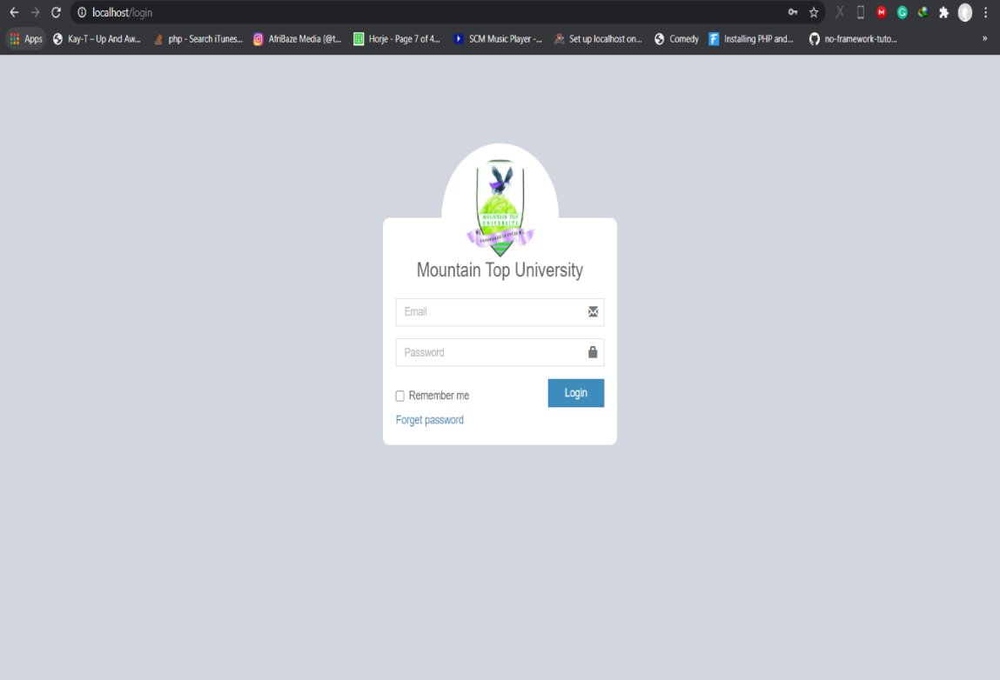 localhost/login
Apps Kay-T – Up And Aw... php - Search iTunes... AfriBaze Media (@t... Horje - Page 7 of 4... SCM Music Player -... Set up localhost on... Comedy Installing PHP and... no-framework-tuto... »
MOUNTAIN TOP
UNIVERSITY
Mountain Top University
Email
Password
Remember me
Login
Forget password